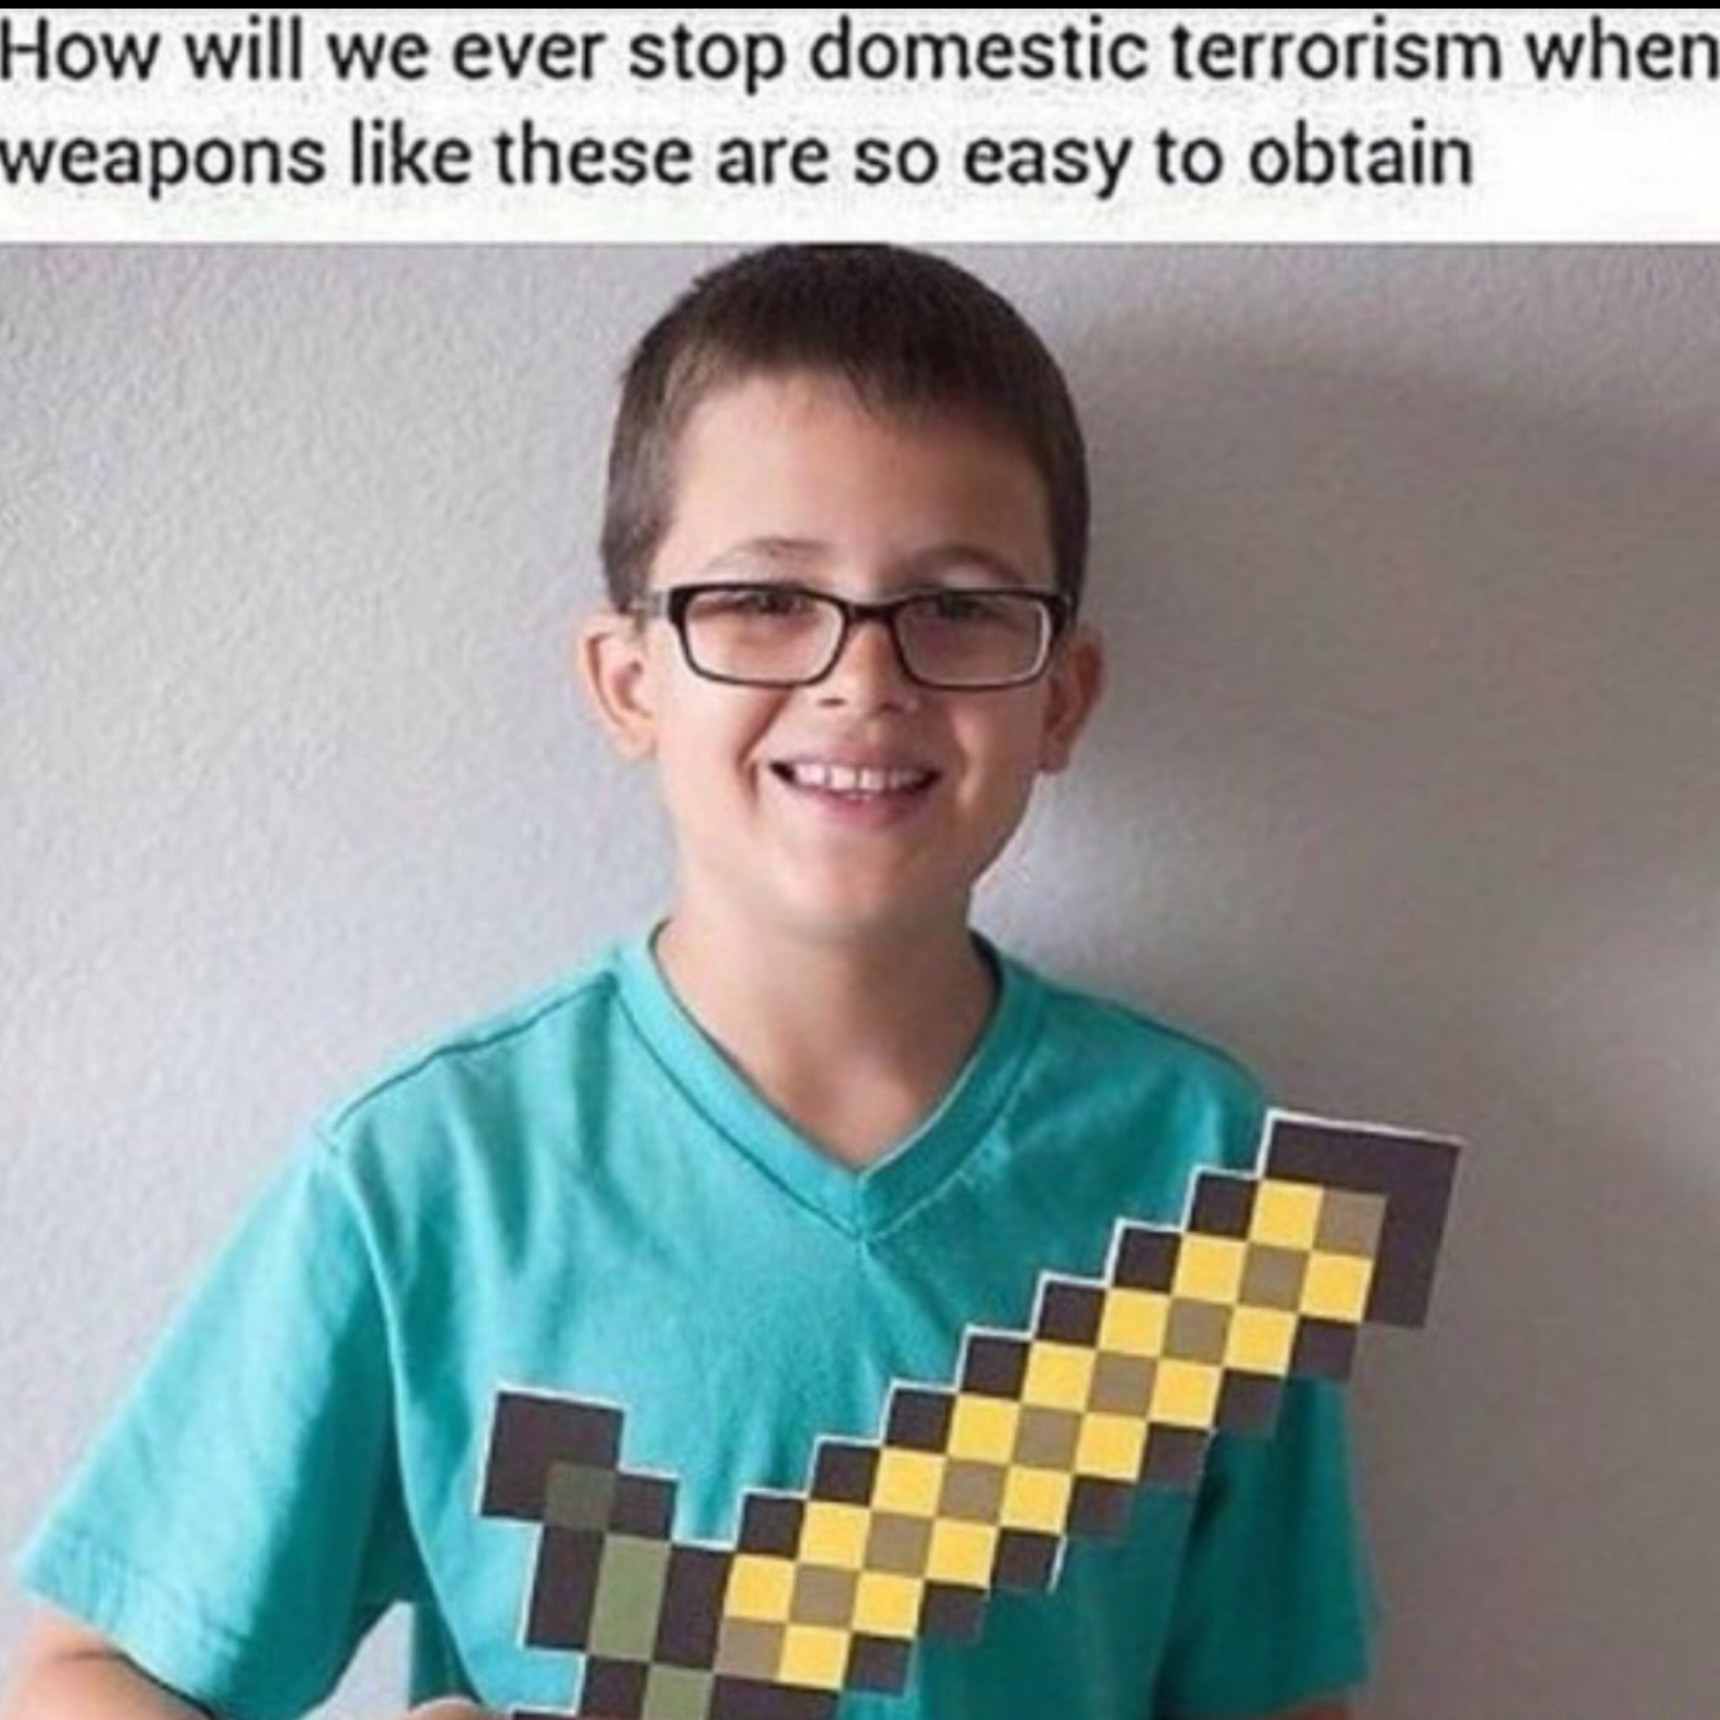 How will we ever stop domestic terrorism when
weapons like these are so easy to obtain